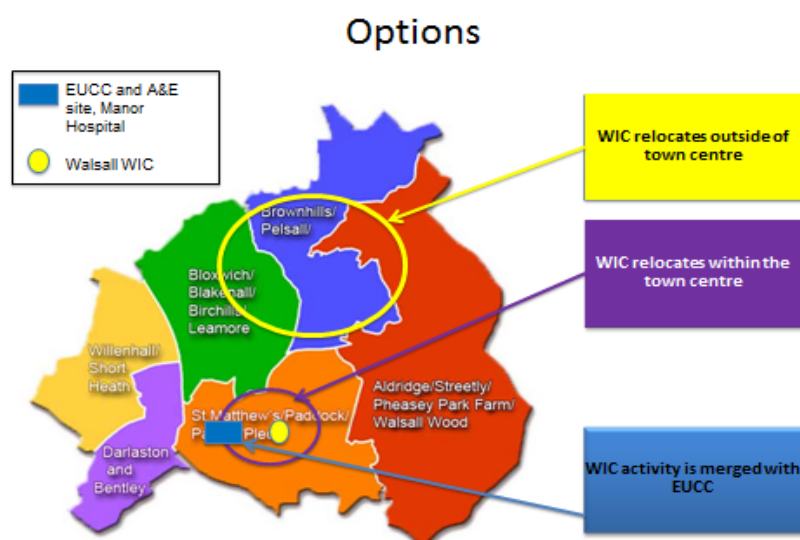 Options
EUCC and A&E
site, Manor
Hospital
Walsall WIC
WIC relocates outside of
town centre
WIC relocates within the
town centre
WIC activity is merged with
EUCC
Brownhills/
Pelsall/
Bloxwich/
Blakenall/
Birchills/
Leamore
Willenhall/
Short
Heath
St Matthew's/Paddock/
Aldridge/Streetly/
Pheasey Park Farm/
Walsall Wood
Darlaston
and
Bentley/